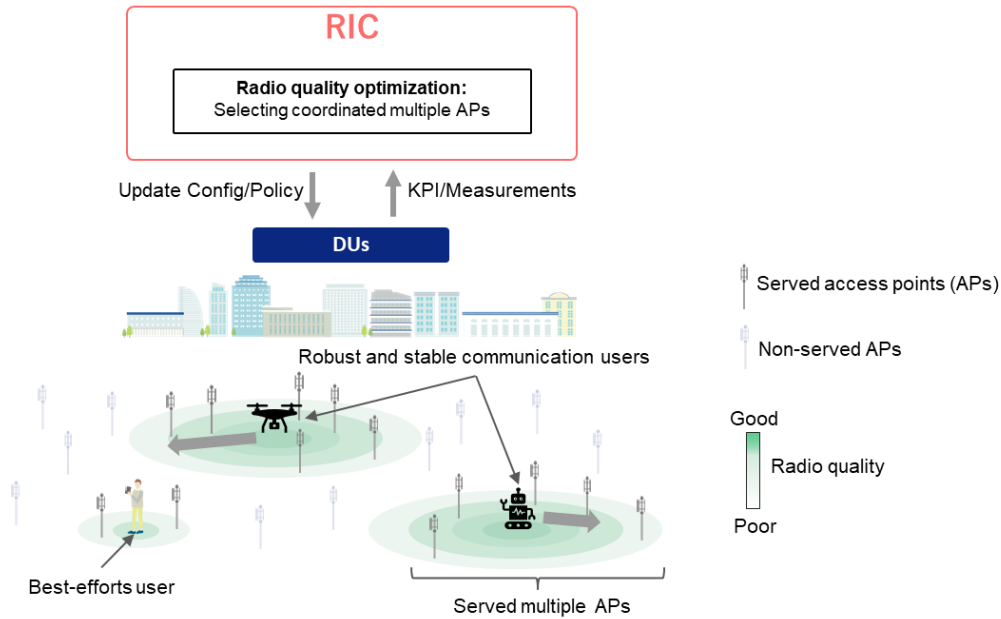 RIC
Radio quality optimization:
Selecting coordinated multiple APs
Update Config/Policy
KPI/Measurements
DUs
Served access points (APs)
Robust and stable communication users
Non-served APs
Good
Radio quality
Poor
Best-efforts user
Served multiple APs